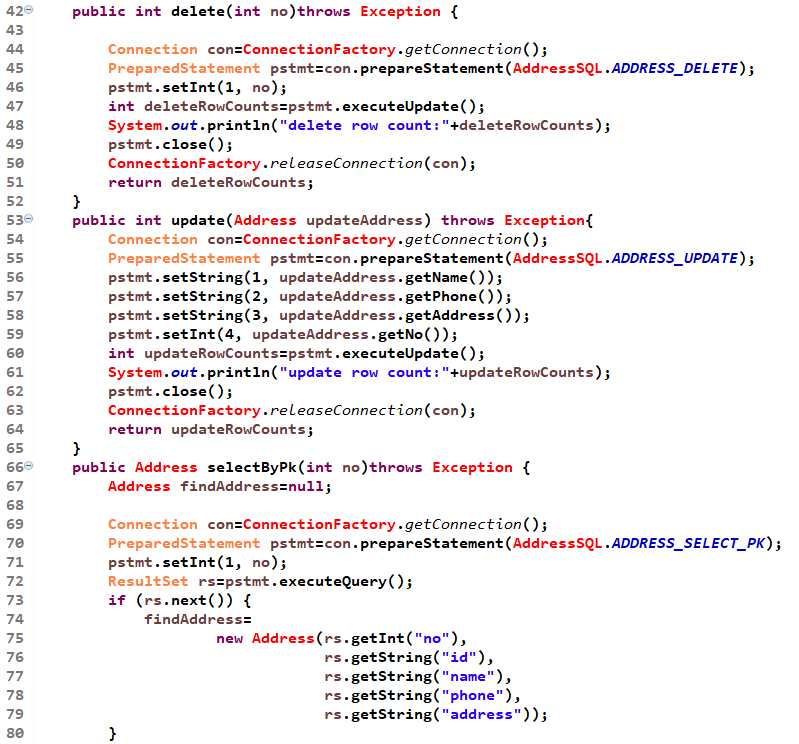 42 public int delete(int no)throws Exception {
43
44 Connection con=ConnectionFactory.getConnection();
45 PreparedStatement pstmt=con.prepareStatement(AddressSQL.ADDRESS_DELETE);
46 pstmt.setInt(1, no);
47 int deleteRowCounts=pstmt.executeUpdate();
48 System.out.println("delete row count:"+deleteRowCounts);
49 pstmt.close();
50 ConnectionFactory.releaseConnection(con);
51 return deleteRowCounts;
52 }
53 public int update(Address updateAddress) throws Exception{
54 Connection con=ConnectionFactory.getConnection();
55 PreparedStatement pstmt=con.prepareStatement(AddressSQL.ADDRESS_UPDATE);
56 pstmt.setString(1, updateAddress.getName());
57 pstmt.setString(2, updateAddress.getPhone());
58 pstmt.setString(3, updateAddress.getAddress());
59 pstmt.setInt(4, updateAddress.getNo());
60 int updateRowCounts=pstmt.executeUpdate();
61 System.out.println("update row count:"+updateRowCounts);
62 pstmt.close();
63 ConnectionFactory.releaseConnection(con);
64 return updateRowCounts;
65 }
66 public Address selectByPk(int no)throws Exception {
67 Address findAddress=null;
68
69 Connection con=ConnectionFactory.getConnection();
70 PreparedStatement pstmt=con.prepareStatement(AddressSQL.ADDRESS_SELECT_PK);
71 pstmt.setInt(1, no);
72 ResultSet rs=pstmt.executeQuery();
73 if (rs.next()) {
74 findAddress=
75 new Address(rs.getInt("no"),
76 rs.getString("id"),
77 rs.getString("name"),
78 rs.getString("phone"),
79 rs.getString("address"));
80 }